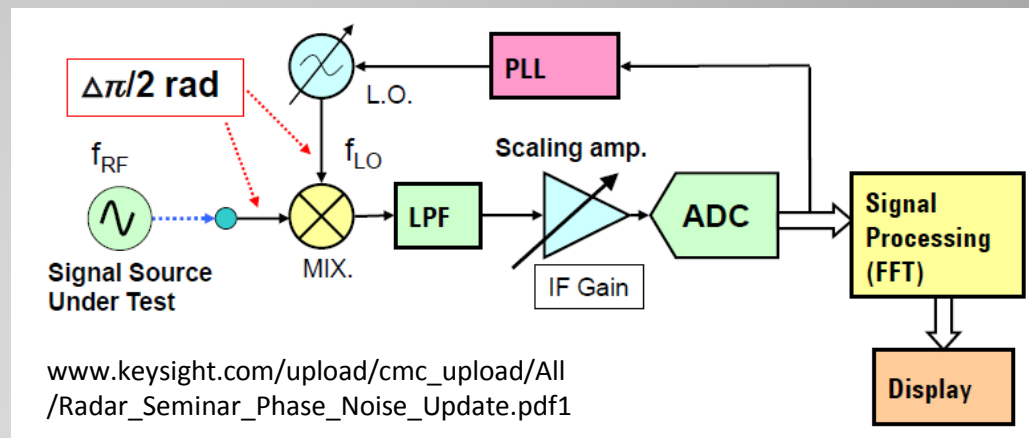 Δπ/2 rad
PLL
L.O.
f_RF
f_LO
Scaling amp.
LPF
ADC
Signal
Processing
(FFT)
MIX.
Signal Source
Under Test
IF Gain
www.keysight.com/upload/cmc_upload/All
/Radar_Seminar_Phase_Noise_Update.pdf1
Display